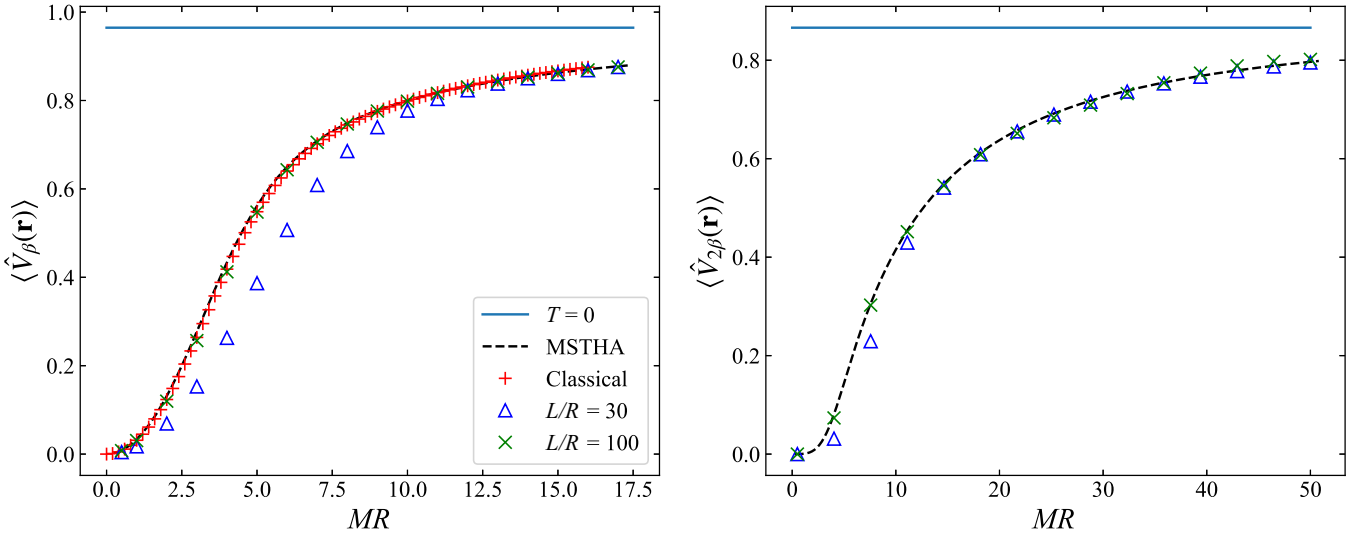 1.0
0.8
0.6
0.4
0.2
0.0
⟨V̂β(r)⟩
0.0 2.5 5.0 7.5 10.0 12.5 15.0 17.5
MR
T = 0
MSTHA
Classical
L/R = 30
L/R = 100
0.8
0.6
0.4
0.2
0.0
⟨V̂2β(r)⟩
0 10 20 30 40 50
MR